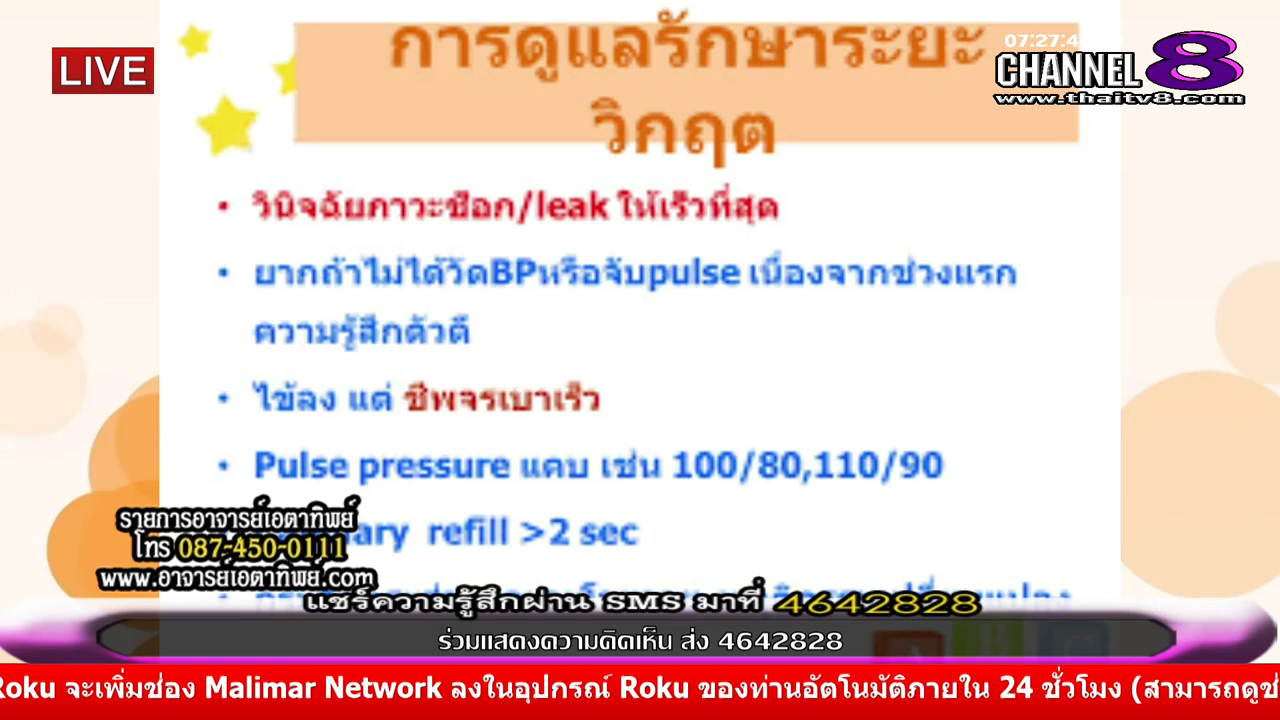 LIVE
07:27:4
CHANNEL 8
www.thaitv8.com
การดูแลรักษาระยะ
วิกฤต
• วินิจฉัยภาวะช๊อก/leak ให้เร็วที่สุด
• ยากถ้าไม่ได้วัดBPหรือจับpulse เนื่องจากช่วงแรก
ความรู้สึกตัวดี
• ไข้ลง แต่ ชีพจรเบาเร็ว
• Pulse pressure แคบ เช่น 100/80,110/90
refill >2 sec
รายการอาจารย์เอตาทิพย์
โทร 087-450-0111
www.อาจารย์เอตาทิพย์.com
แชร์ความรู้สึกผ่าน SMS มาที่ 4642828
ร่วมแสดงความคิดเห็น ส่ง 4642828
Roku จะเพิ่มช่อง Malimar Network ลงในอุปกรณ์ Roku ของท่านอัตโนมัติภายใน 24 ชั่วโมง (สามารถดูช่